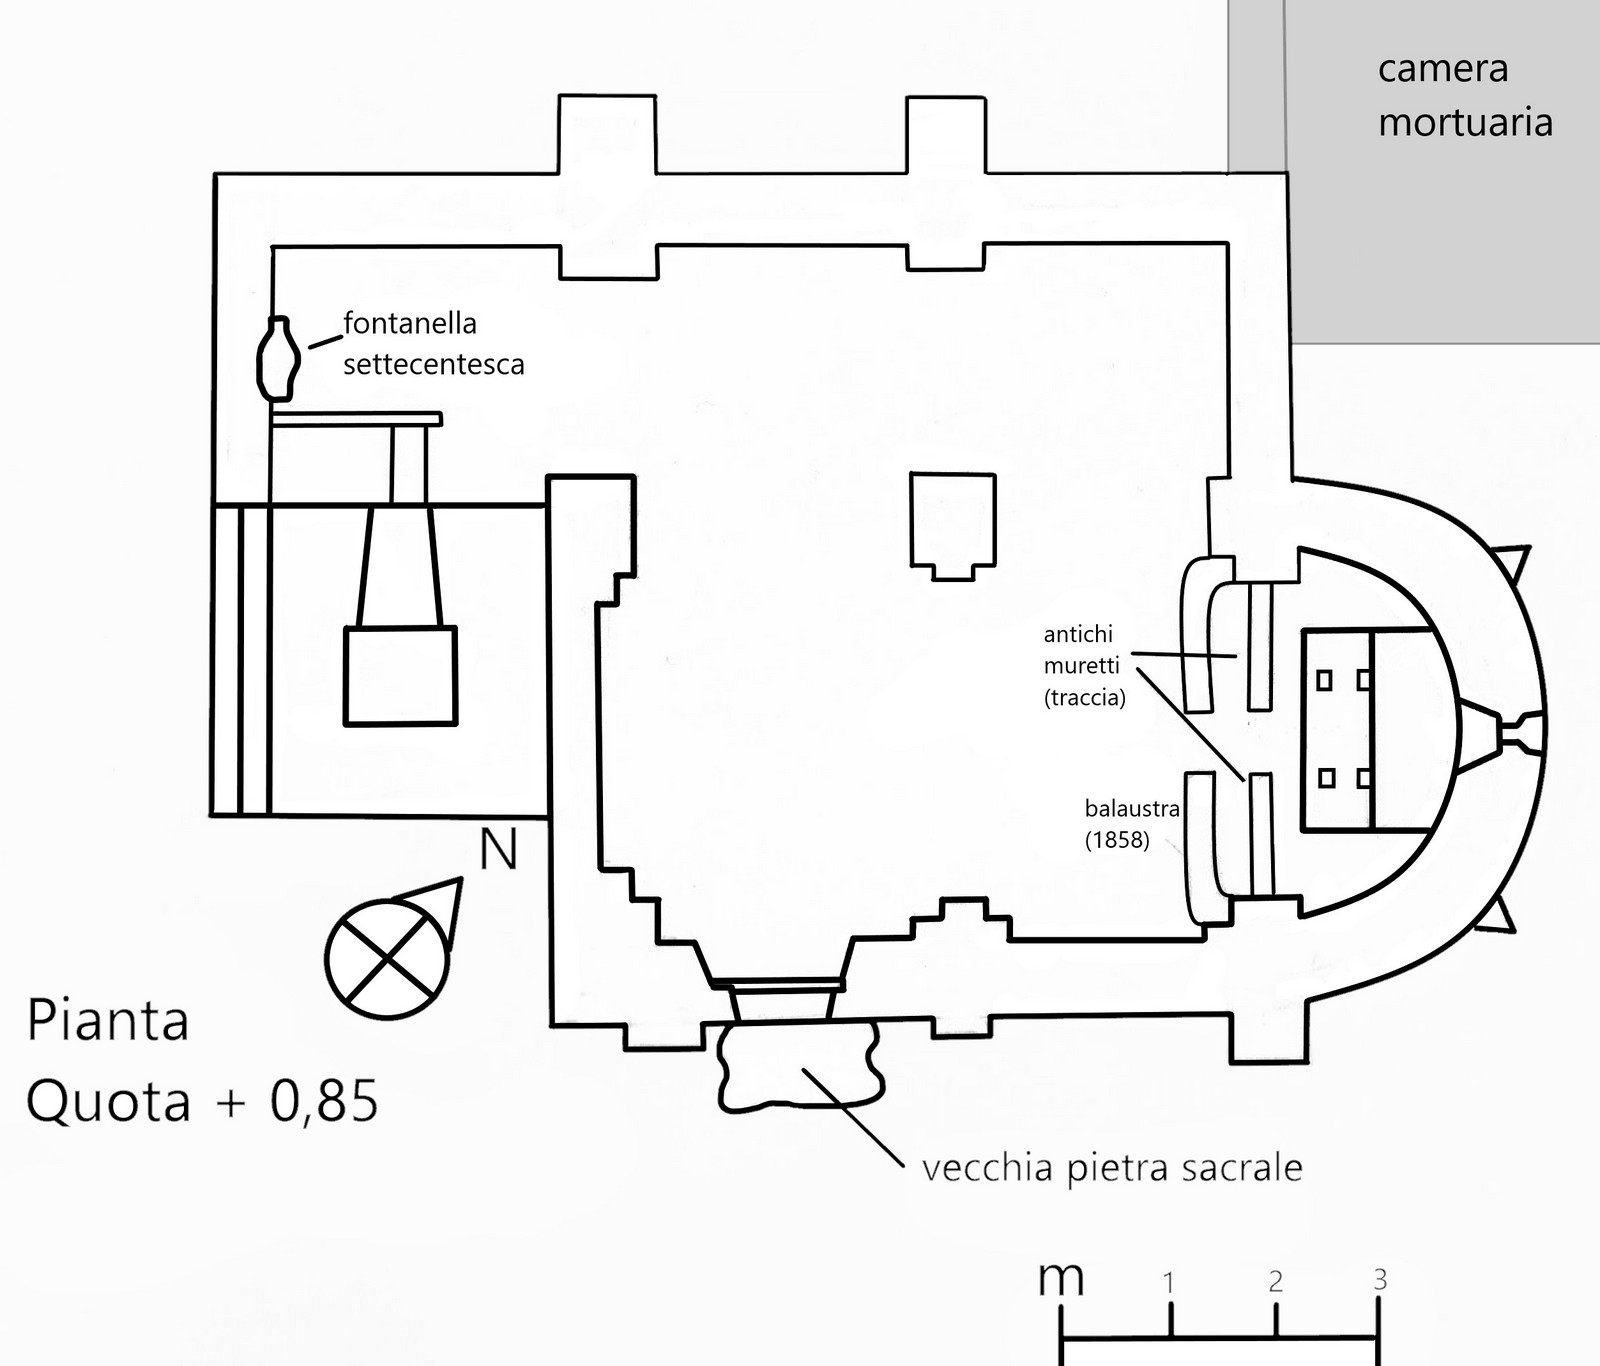 camera
mortuaria
fontanella
settecentesca
antichi
muretti
(traccia)
balaustra
(1858)
N
Pianta
Quota + 0,85
vecchia pietra sacrale
m 1 2 3